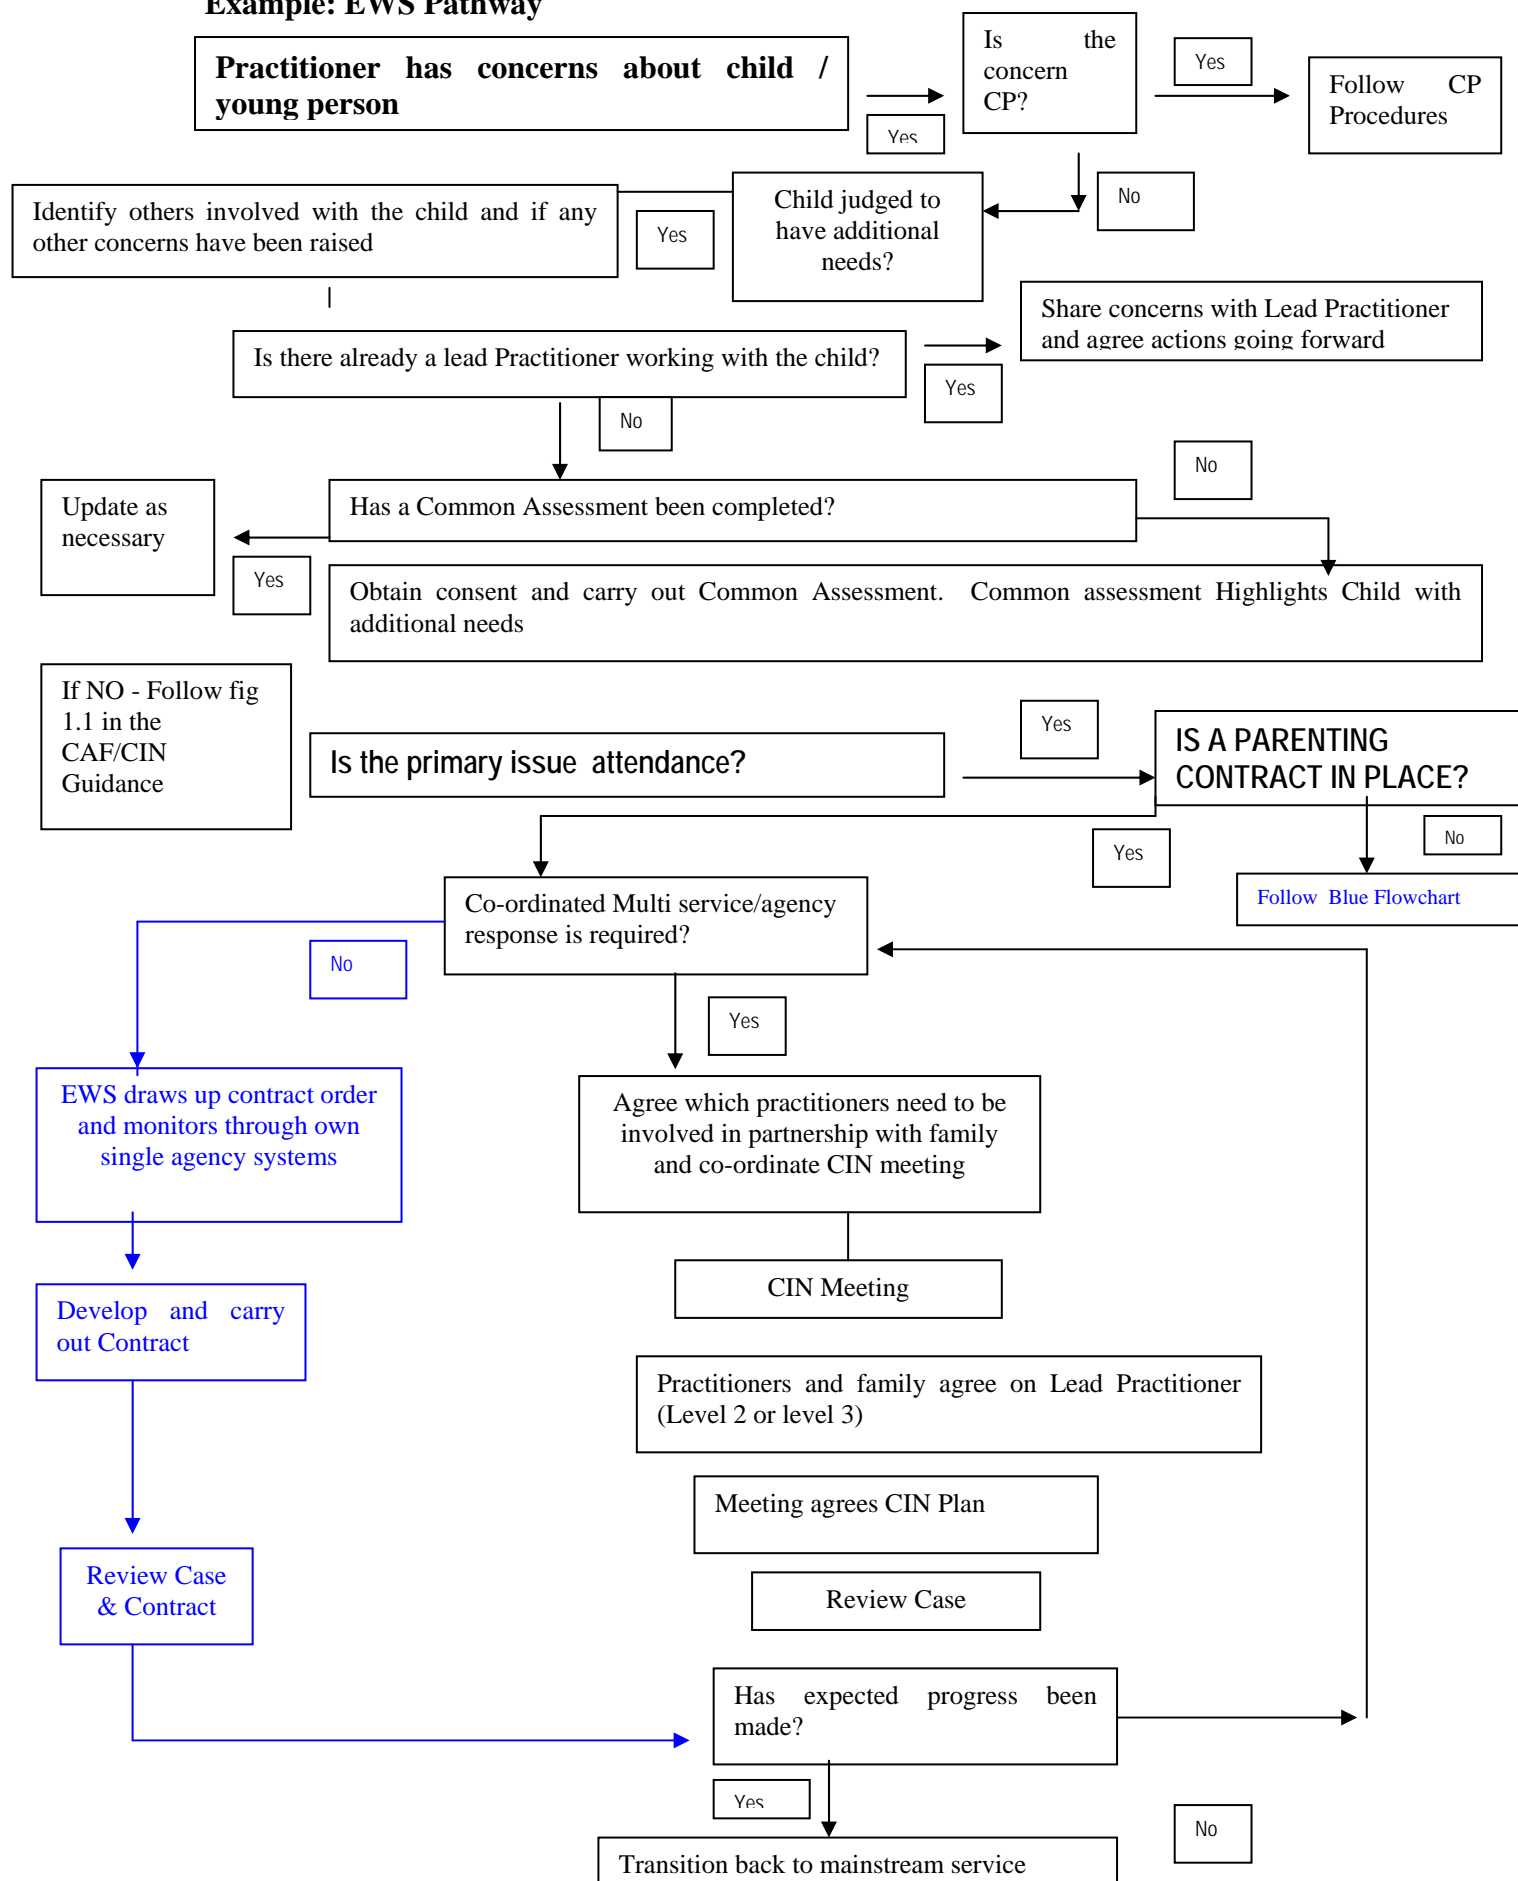 Example: EWS Pathway
Practitioner has concerns about child /
young person
Yes
Is the
concern
CP?
Yes
Follow CP
Procedures
No
Child judged to
have additional
needs?
Yes
Identify others involved with the child and if any
other concerns have been raised
Is there already a lead Practitioner working with the child?
Yes
Share concerns with Lead Practitioner
and agree actions going forward
No
Has a Common Assessment been completed?
No
Update as
necessary
Yes
Obtain consent and carry out Common Assessment. Common assessment Highlights Child with
additional needs
If NO - Follow fig
1.1 in the
CAF/CIN
Guidance
Is the primary issue attendance?
Yes
IS A PARENTING
CONTRACT IN PLACE?
Yes
No
Follow Blue Flowchart
Co-ordinated Multi service/agency
response is required?
No
Yes
EWS draws up contract order
and monitors through own
single agency systems
Agree which practitioners need to be
involved in partnership with family
and co-ordinate CIN meeting
CIN Meeting
Develop and carry
out Contract
Practitioners and family agree on Lead Practitioner
(Level 2 or level 3)
Meeting agrees CIN Plan
Review Case
& Contract
Review Case
Has expected progress been
made?
Yes
No
Transition back to mainstream service